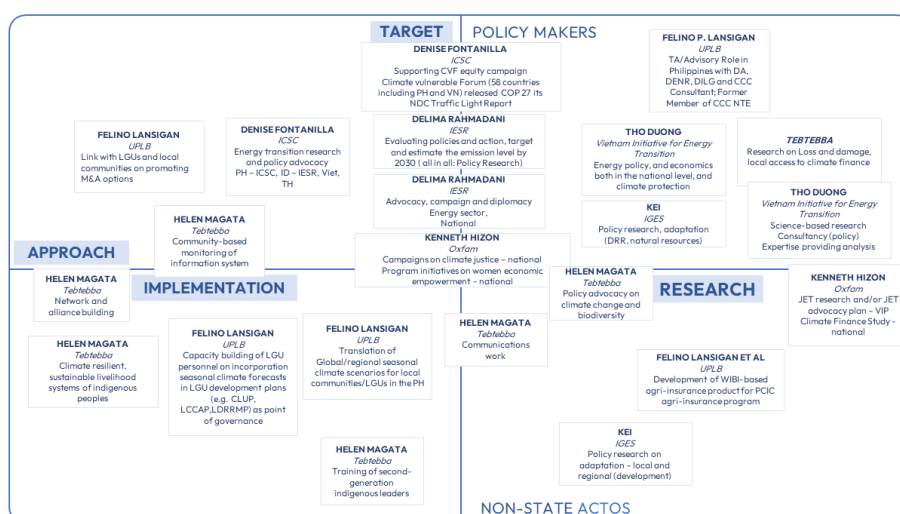 TARGET
POLICY MAKERS
DENISE FONTANILLA
ICSC
Supporting CVF equity campaign
Climate vulnerable Forum (58 countries
including PH and VN) released COP 27 its
NDC Traffic Light Report
FELINO P. LANSIGAN
UPLB
TA/Advisory Role in
Philippines with DA,
DENR, DILG and CCC
Consultant; Former
Member of CCC NTE
FELINO LANSIGAN
UPLB
Link with LGUs and local
communities on promoting
M&A options
DENISE FONTANILLA
ICSC
Energy transition research
and policy advocacy
PH – ICSC, ID – IESR, Viet,
TH
DELIMA RAHMADANI
IESR
Evaluating policies and action, target
and estimate the emission level by
2030 ( all in all: Policy Research)
THO DUONG
Vietnam Initiative for Energy
Transition
Energy policy, and economics
both in the national level, and
climate protection
TEBTEBBA
Research on Loss and damage,
local access to climate finance
DELIMA RAHMADANI
IESR
Advocacy, campaign and diplomacy
Energy sector,
National
THO DUONG
Vietnam Initiative for Energy
Transition
Science-based research
Consultancy (policy)
Expertise providing analysis
KEI
IGES
Policy research, adaptation
(DRR, natural resources)
HELEN MAGATA
Tebtebba
Community-based
monitoring of
information system
KENNETH HIZON
Oxfam
Campaigns on climate justice – national
Program initiatives on women economic
empowerment – national
APPROACH
IMPLEMENTATION
RESEARCH
HELEN MAGATA
Tebtebba
Network and
alliance building
HELEN MAGATA
Tebtebba
Policy advocacy on
climate change and
biodiversity
KENNETH HIZON
Oxfam
JET research and/or JET
advocacy plan – VIP
Climate Finance Study -
national
HELEN MAGATA
Tebtebba
Climate resilient,
sustainable livelihood
systems of indigenous
peoples
FELINO LANSIGAN
UPLB
Capacity building of LGU
personnel on incorporation
seasonal climate forecasts
in LGU development plans
(e.g. CLUP,
LCCAP,LDRRMP) as point
of governance
FELINO LANSIGAN
UPLB
Translation of
Global/regional seasonal
climate scenarios for local
communities/LGUs in the PH
HELEN MAGATA
Tebtebba
Communications
work
FELINO LANSIGAN ET AL
UPLB
Development of WIBI-based
agri-insurance product for PCIC
agri-insurance program
HELEN MAGATA
Tebtebba
Training of second-
generation
indigenous leaders
KEI
IGES
Policy research on
adaptation – local and
regional (development)
NON-STATE ACTOS